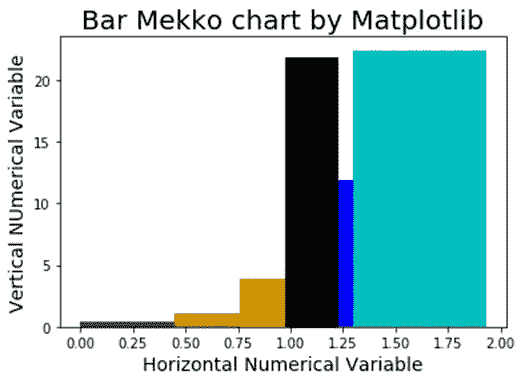 Bar Mekko chart by Matplotlib
Vertical NUmerical Variable
20
15
10
5
0
0.00 0.25 0.50 0.75 1.00 1.25 1.50 1.75 2.00
Horizontal Numerical Variable